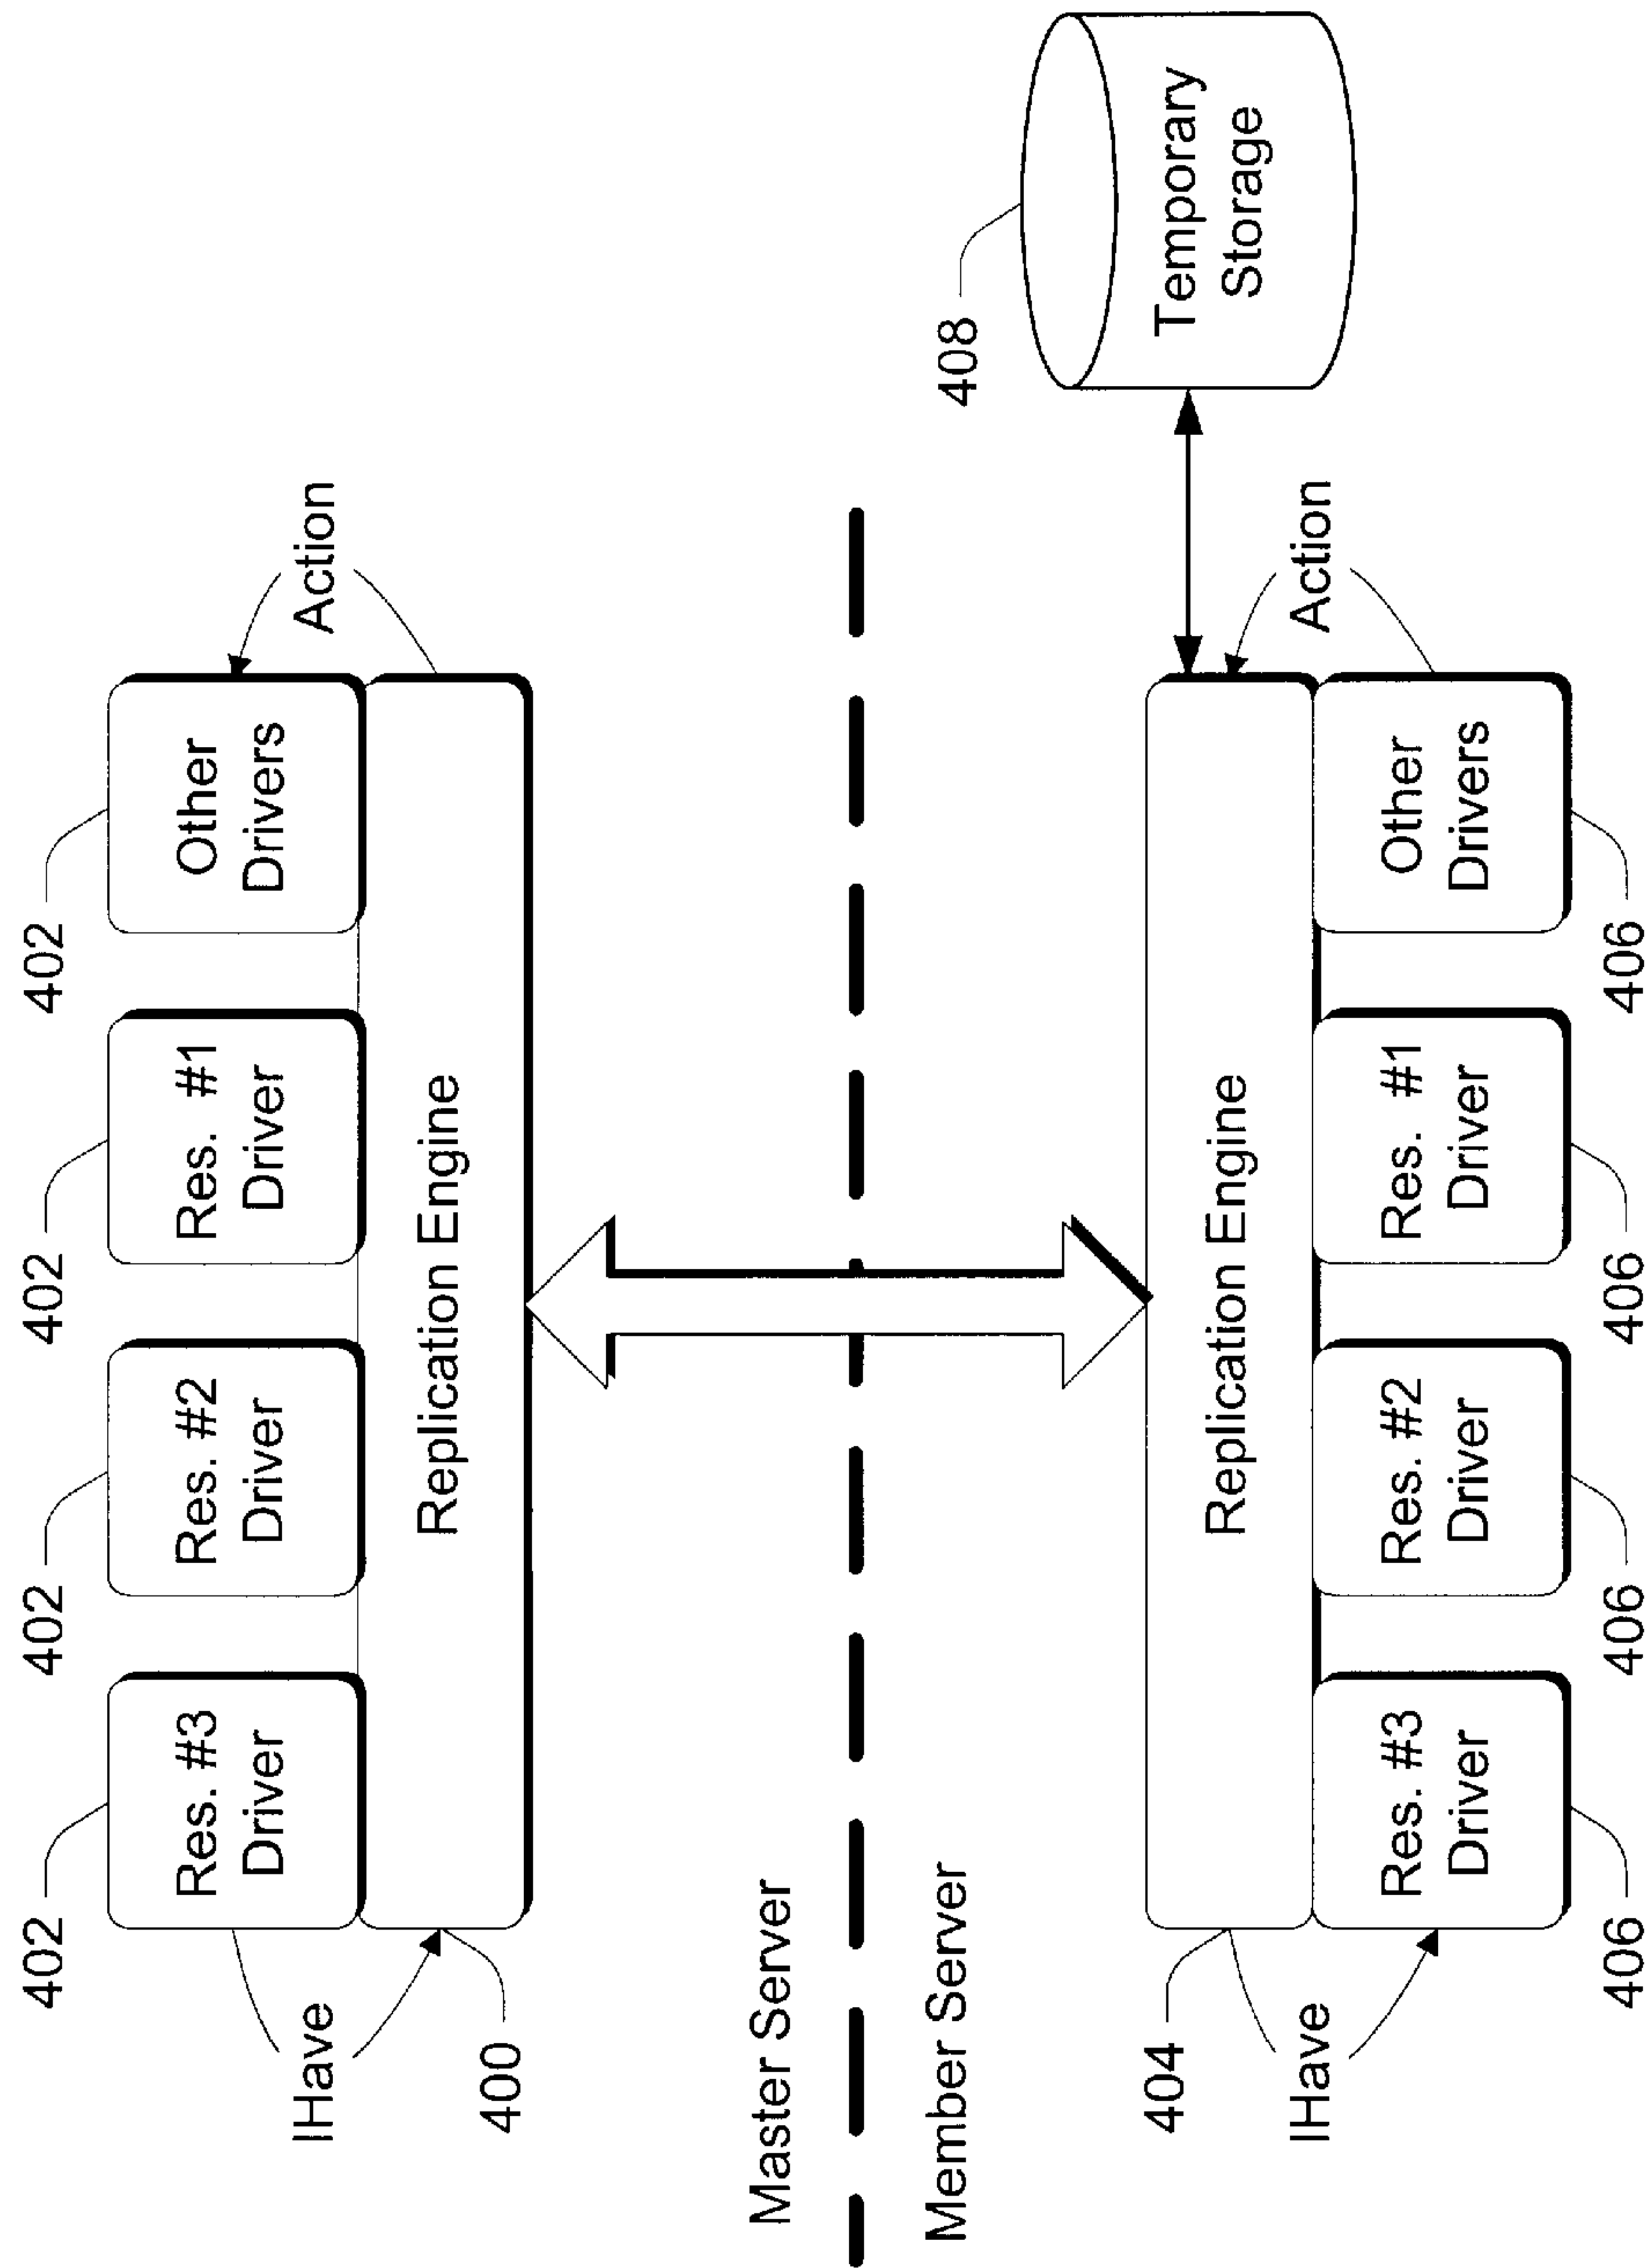 402
402
402
402
Res. #3
Driver
Res. #2
Driver
Res.  #1
Driver
Other
Drivers
IHave
Action
Replication Engine
400
Master Server
Member Server
408
404
Replication Engine
Temporary
Storage
IHave
Action
Res. #3
Driver
Res. #2
Driver
Res.  #1
Driver
Other
Drivers
406
406
406
406